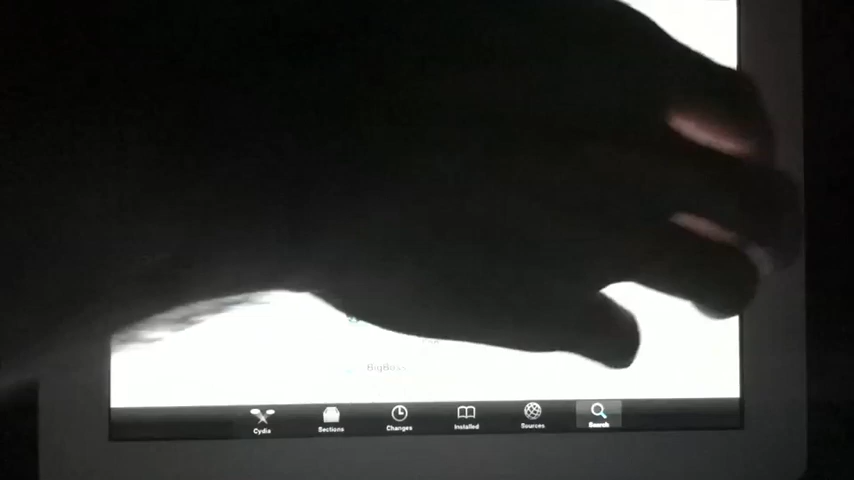 BigBoss
Cydia
Sections
Changes
Installed
Sources
Search